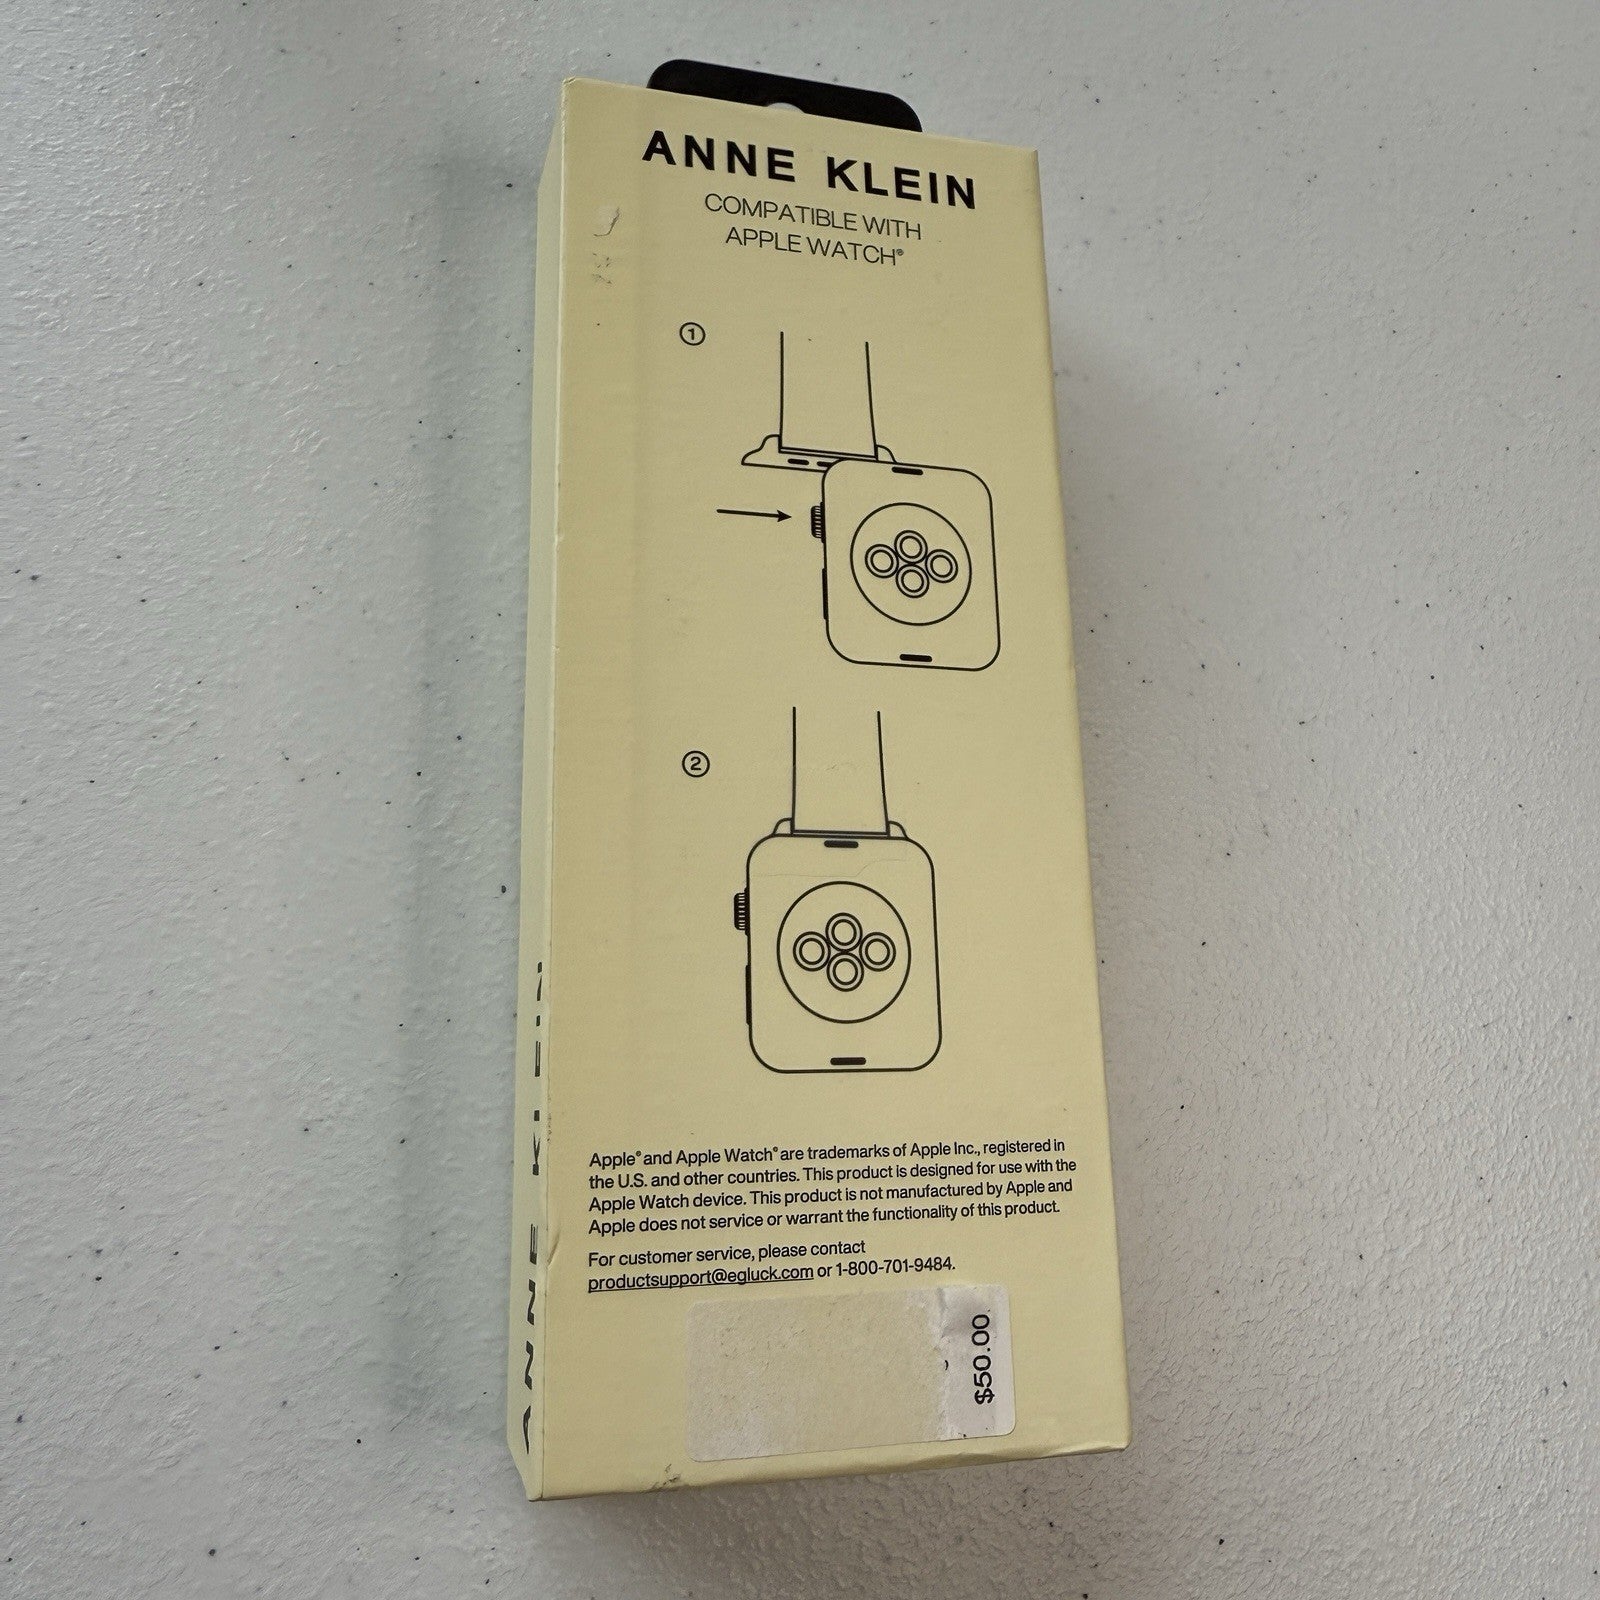 ANNE KLEIN
COMPATIBLE WITH
APPLE WATCH®
1
2
Apple® and Apple Watch® are trademarks of Apple Inc., registered in
the U.S. and other countries. This product is designed for use with the
Apple Watch device. This product is not manufactured by Apple and
Apple does not service or warrant the functionality of this product.
For customer service, please contact
productsupport@egluck.com or 1-800-701-9484.
$50.00
ANNE KLEIN